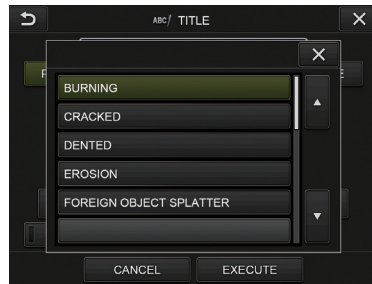 ABC/ TITLE
BURNING
CRACKED
DENTED
EROSION
FOREIGN OBJECT SPLATTER
CANCEL
EXECUTE